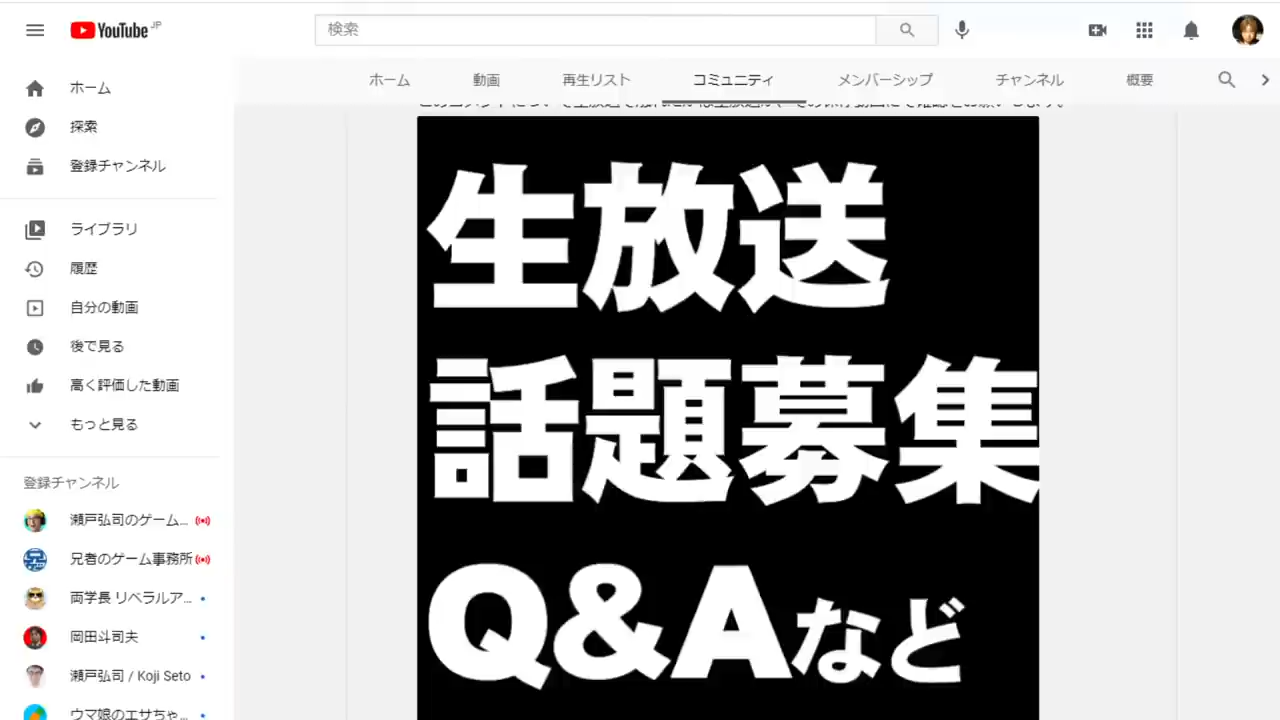 YouTube JP
検索
ホーム
動画
再生リスト
コミュニティ
メンバーシップ
チャンネル
概要
ホーム
探索
登録チャンネル
ライブラリ
履歴
自分の動画
後で見る
高く評価した動画
もっと見る
登録チャンネル
瀬戸弘司のゲーム...
兄者のゲーム事務所
両学長 リベラルア...
岡田斗司夫
瀬戸弘司 / Koji Seto
ウマ娘のエサちゃ...
生放送
話題募集
Q&Aなど